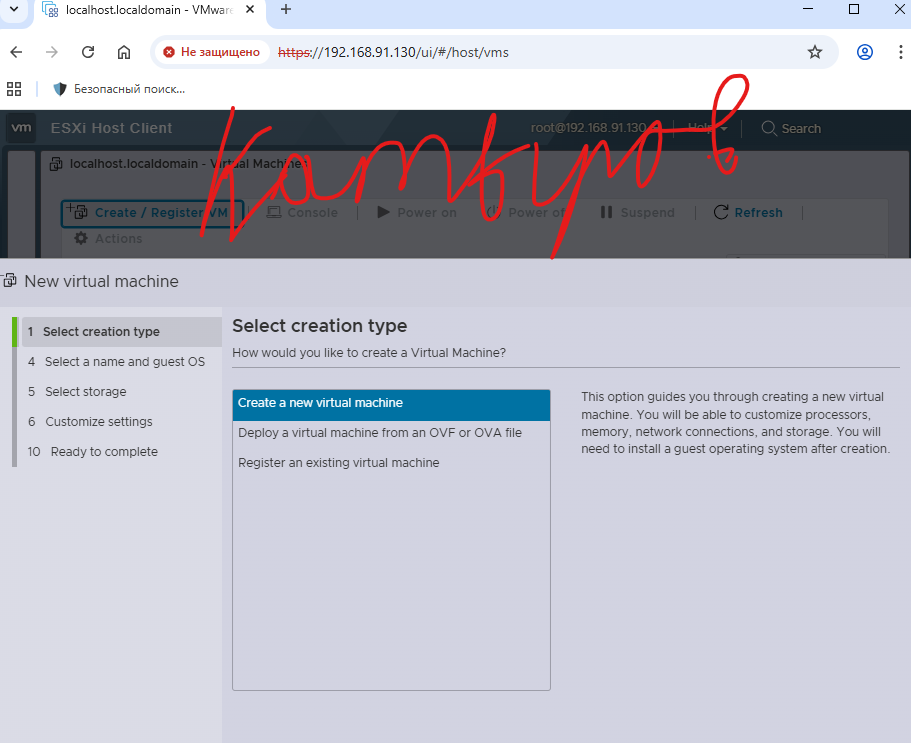 localhost.localdomain - VMwar
Не защищено
https://192.168.91.130/ui/#/host/vms
Безопасный поиск...
vm ESXi Host Client
root@192.168.91.130
Help
Search
localhost.localdomain - Virtual Machines
Create / Register VM
Console
Power on
Power off
Suspend
Refresh
Actions
New virtual machine
1 Select creation type
4 Select a name and guest OS
5 Select storage
6 Customize settings
10 Ready to complete
Select creation type
How would you like to create a Virtual Machine?
Create a new virtual machine
Deploy a virtual machine from an OVF or OVA file
Register an existing virtual machine
This option guides you through creating a new virtual
machine. You will be able to customize processors,
memory, network connections, and storage. You will
need to install a guest operating system after creation.